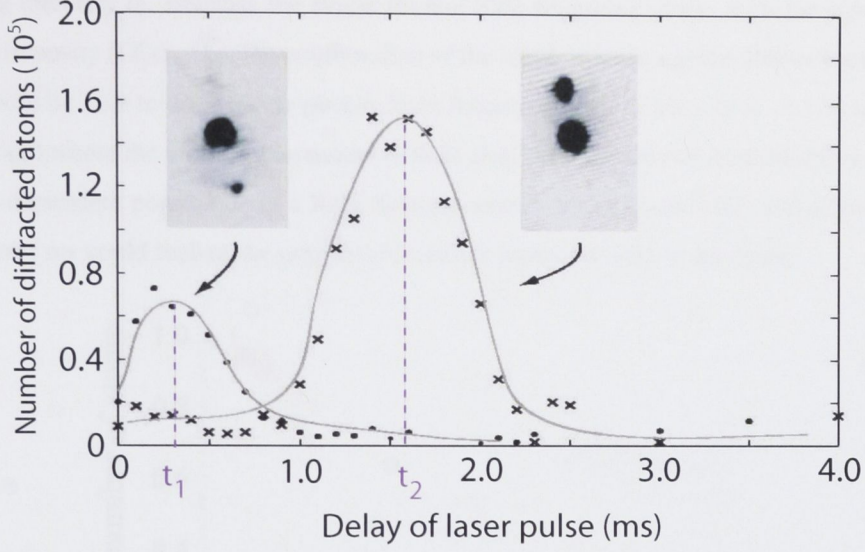 Number of diffracted atoms (10⁵)
2.0
1.6
1.2
0.8
0.4
0
0
1.0
2.0
3.0
4.0
t₁
t₂
Delay of laser pulse (ms)